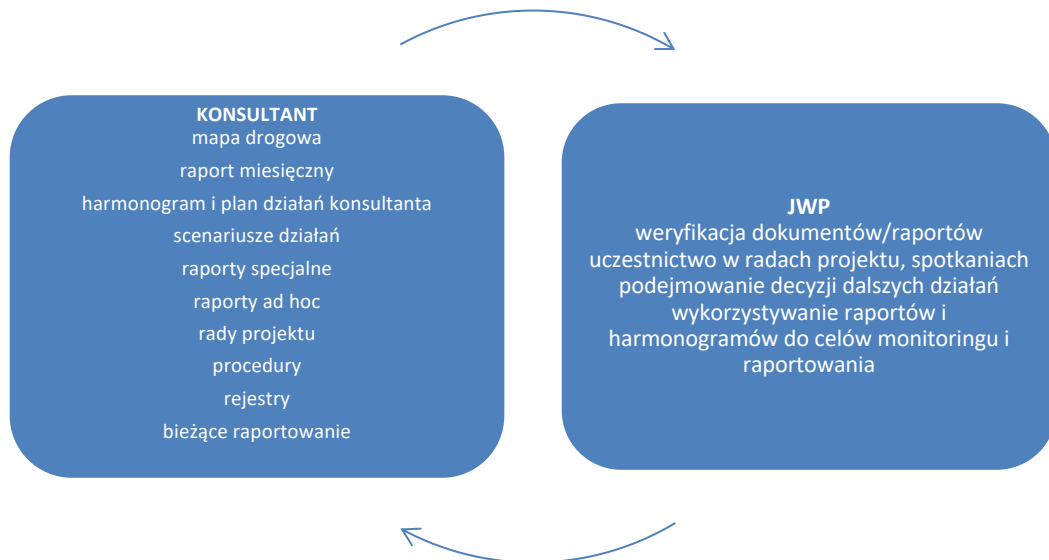 KONSULTANT
mapa drogowa
raport miesięczny
harmonogram i plan działań konsultanta
scenariusze działań
raporty specjalne
raporty ad hoc
rady projektu
procedury
rejestry
bieżące raportowanie
JWP
weryfikacja dokumentów/raportów
uczestnictwo w radach projektu, spotkaniach
podejmowanie decyzji dalszych działań
wykorzystywanie raportów i
harmonogramów do celów monitoringu i
raportowania